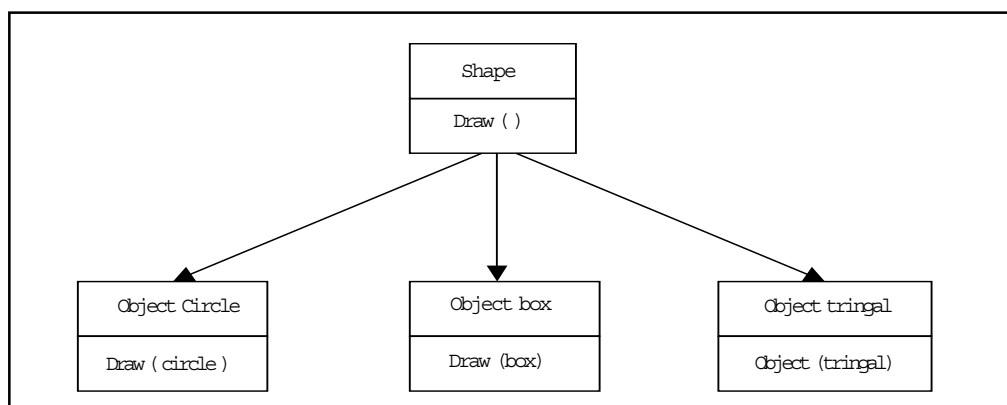 Shape
Draw ( )
Object Circle
Object box
Object tringal
Draw ( circle )
Draw (box)
Object (tringal)